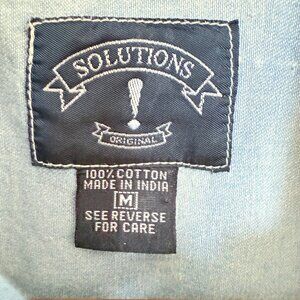 SOLUTIONS
!
ORIGINAL
100% COTTON
MADE IN INDIA
M
SEE REVERSE
FOR CARE